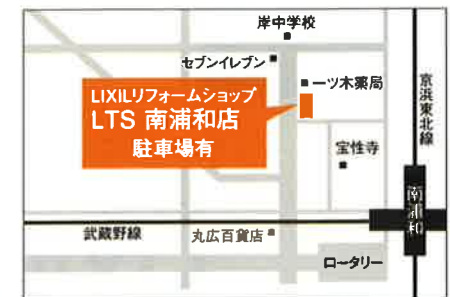 岸中学校
セブンイレブン
一ツ木薬局
LIXILリフォームショップ
LTS 南浦和店
駐車場有
京浜東北線
宝性寺
南浦和
武蔵野線
丸広百貨店
ロータリー